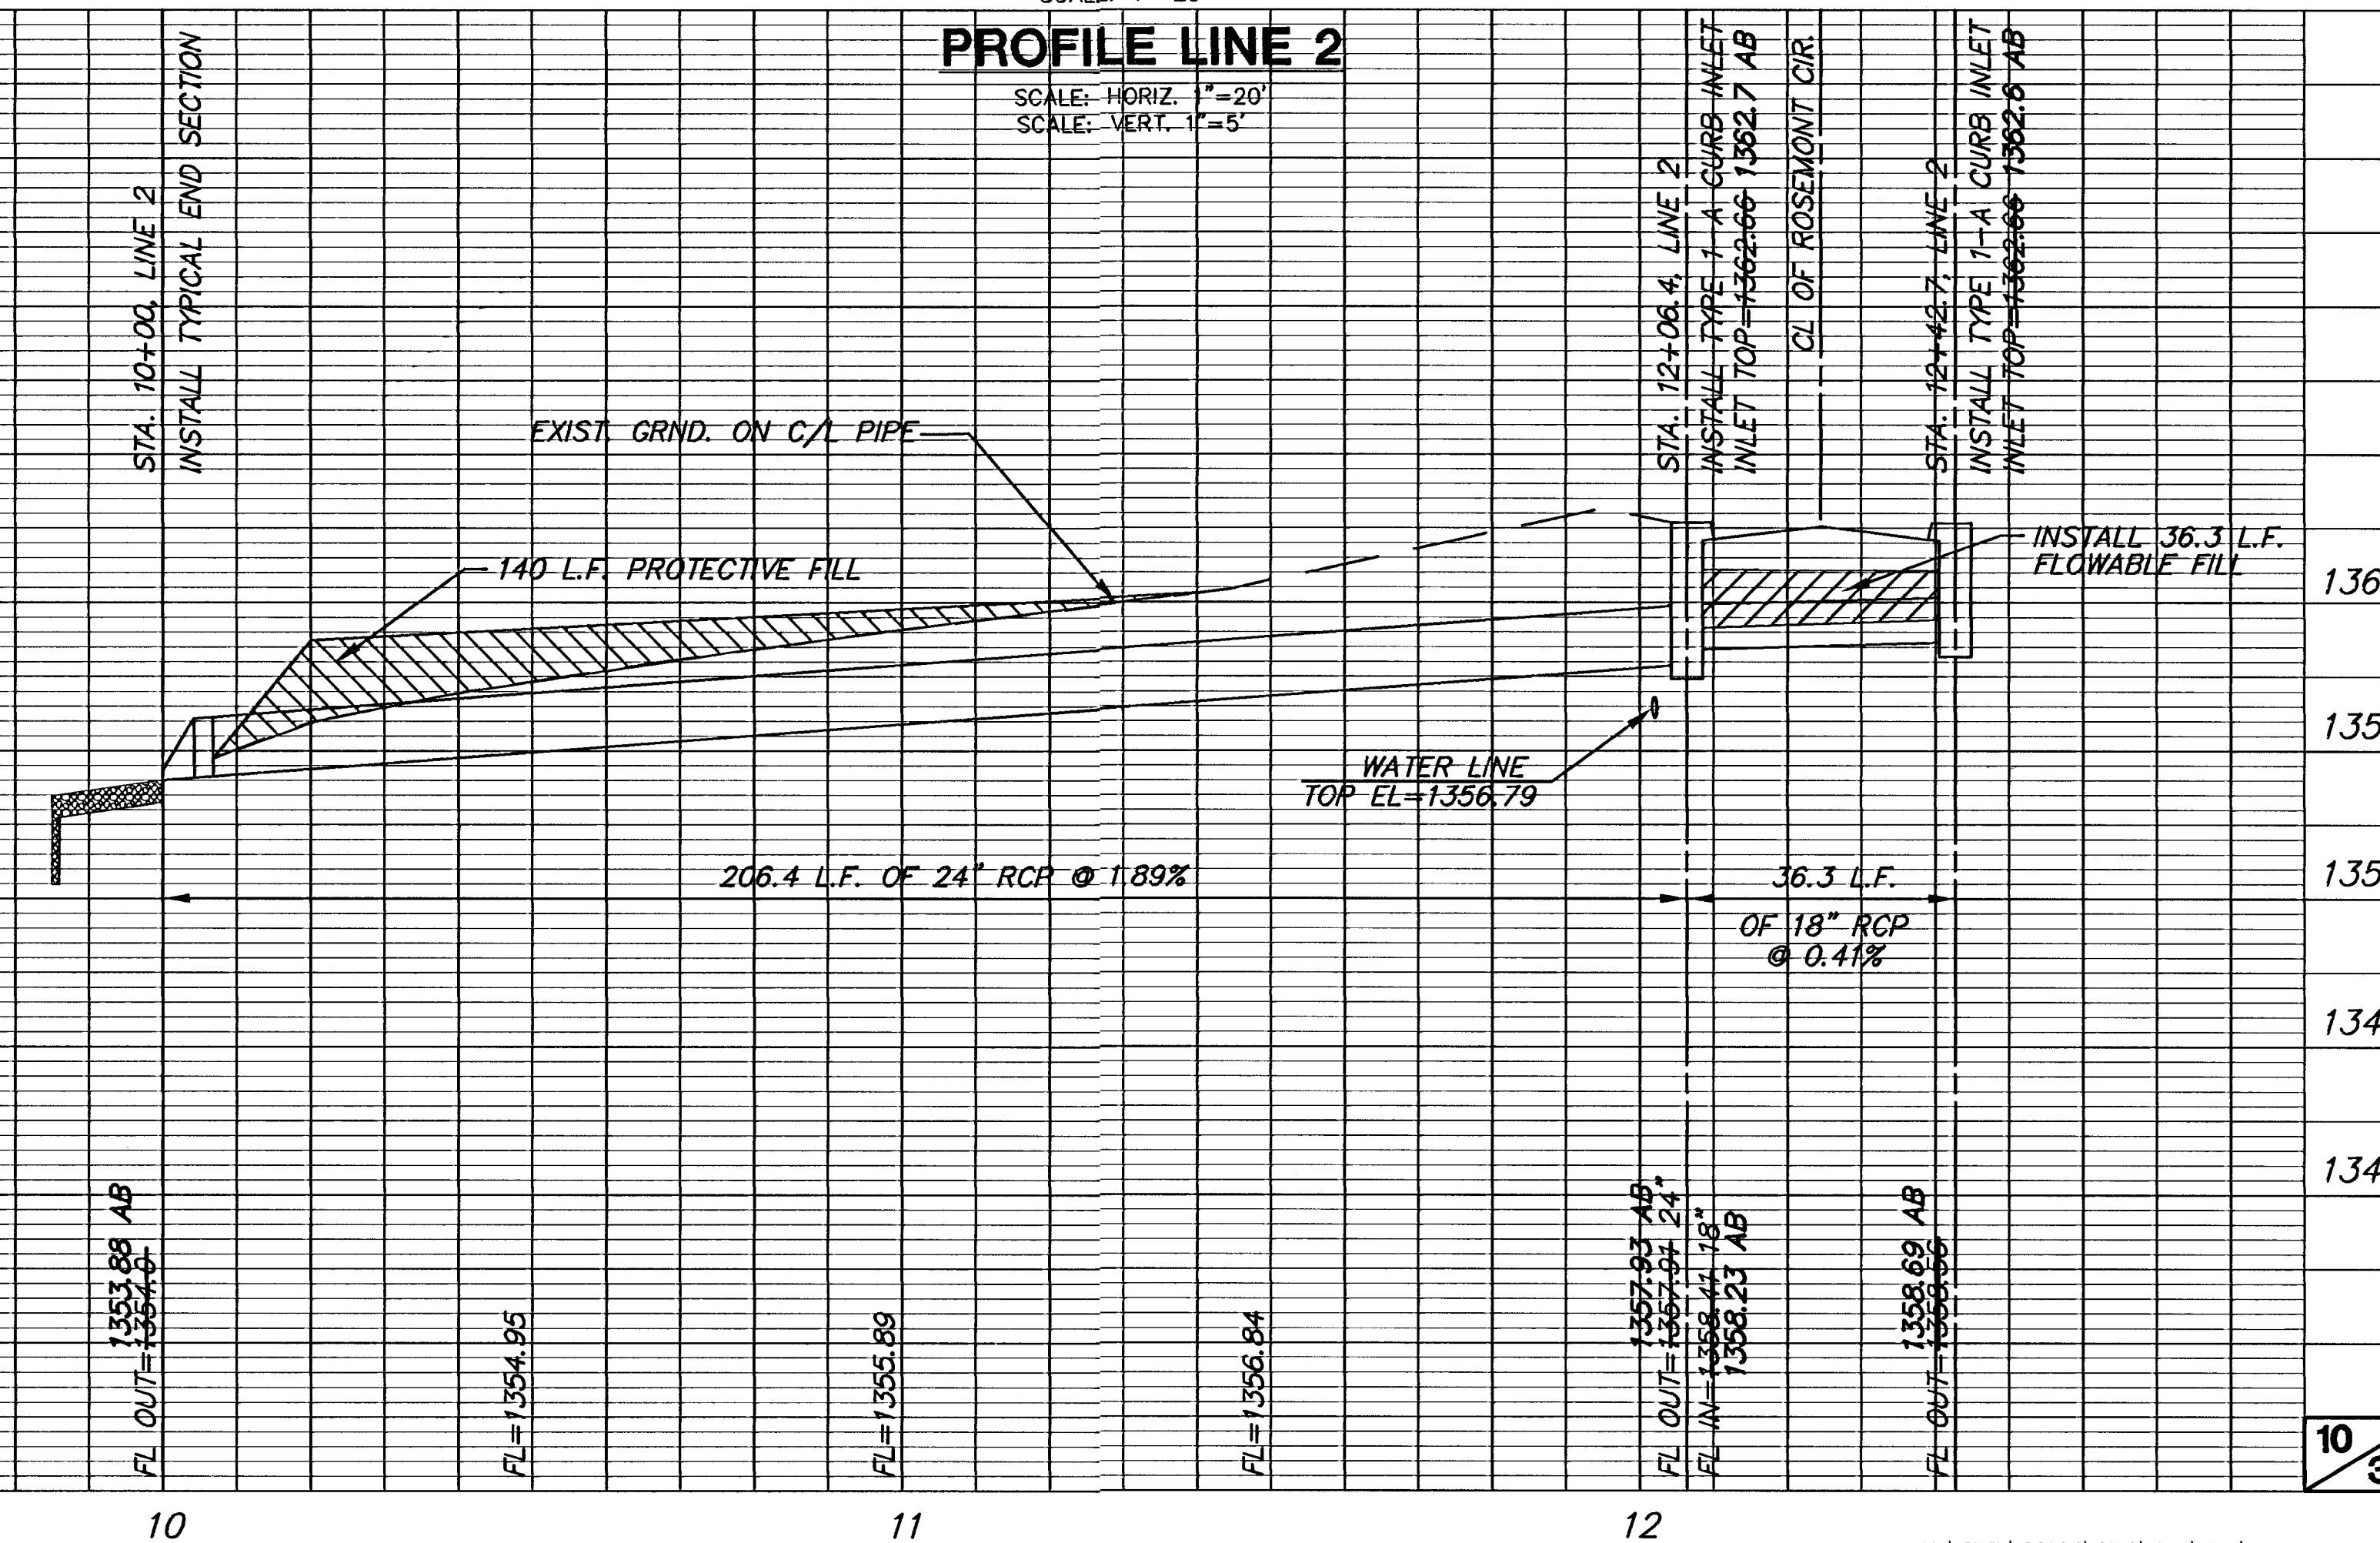 PROFILE LINE 2
SCALE: HORIZ. 1"=20'
SCALE: VERT. 1"=5'
STA. 10+00, LINE 2
INSTALL TYPICAL END SECTION
STA. 12+06.4, LINE 2
INSTALL TYPE 1-A CURB INLET
INLET TOP=1362.66 1362.7 AB
CL OF ROSEMONT CIR.
STA. 12+42.7, LINE 2
INSTALL TYPE 1-A CURB INLET
INLET TOP=1362.66 1362.6 AB
EXIST. GRND. ON C/L PIPE
140 L.F. PROTECTIVE FILL
INSTALL 36.3 L.F.
FLOWABLE FILL
136
135
WATER LINE
TOP EL=1356.79
206.4 L.F. OF 24" RCP @ 1.89%
36.3 L.F.
OF 18" RCP
@ 0.41%
135
134
134
1353.88 AB
FL OUT=1354.0
FL=1354.95
FL=1355.89
FL=1356.84
1357.93 AB
FL OUT=1357.91 24"
FL IN=1358.41 18"
1358.23 AB
1358.69 AB
FL OUT=1358.56
10
3
10
11
12